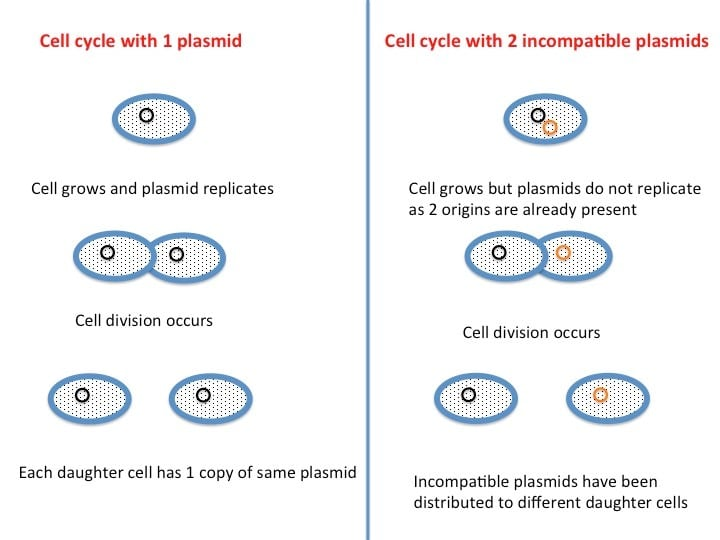 Cell cycle with 1 plasmid
Cell grows and plasmid replicates
Cell division occurs
Each daughter cell has 1 copy of same plasmid
Cell cycle with 2 incompatible plasmids
Cell grows but plasmids do not replicate
as 2 origins are already present
Cell division occurs
Incompatible plasmids have been
distributed to different daughter cells